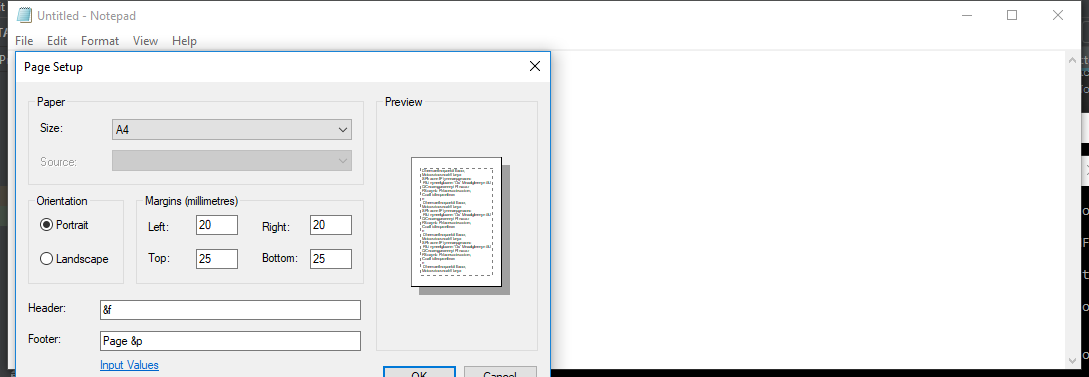 Untitled - Notepad
File Edit Format View Help
Page Setup
Paper
Size: A4
Source:
Orientation
Portrait
Landscape
Margins (millimetres)
Left: 20 Right: 20
Top: 25 Bottom: 25
Preview
Header: &f
Footer: Page &p
Input Values
OK Cancel